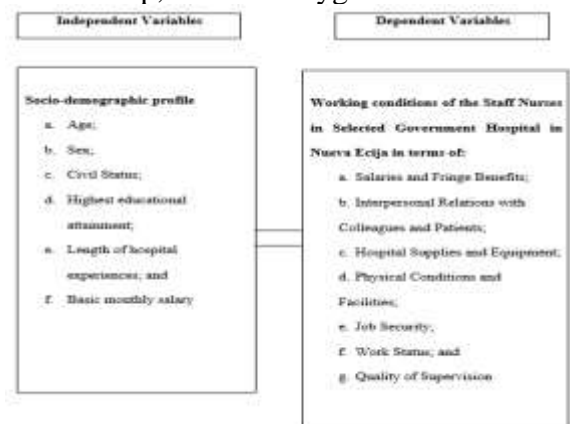 Independent Variables
Dependent Variables
Socio-demographic profile
a. Age;
b. Sex;
c. Civil Status;
d. Highest educational
attainment;
e. Length of hospital
experiences; and
f. Basic monthly salary
Working conditions of the Staff Nurses
in Selected Government Hospital in
Nueva Ecija in terms of:
a. Salaries and Fringe Benefits;
b. Interpersonal Relations with
Colleagues and Patients;
c. Hospital Supplies and Equipment;
d. Physical Conditions and
Facilities;
e. Job Security;
f. Work Status; and
g. Quality of Supervision